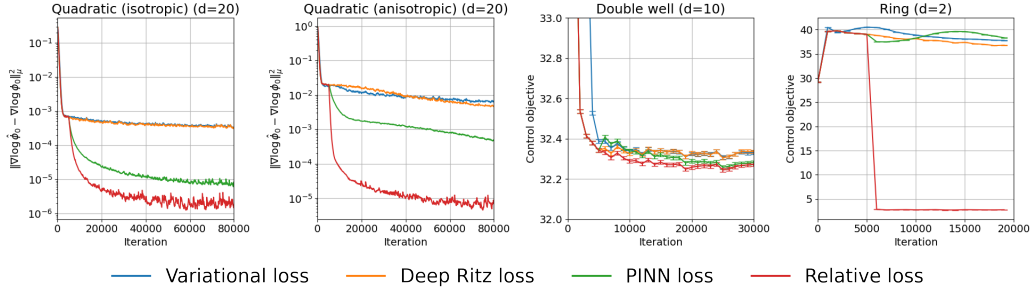 Quadratic (isotropic) (d=20)
‖∇log φ̂₀ − ∇log φ₀‖²_μ
10⁻¹
10⁻²
10⁻³
10⁻⁴
10⁻⁵
10⁻⁶
0 20000 40000 60000 80000
Iteration
Quadratic (anisotropic) (d=20)
‖∇log φ̂₀ − ∇log φ₀‖²_μ
10⁰
10⁻¹
10⁻²
10⁻³
10⁻⁴
10⁻⁵
0 20000 40000 60000 80000
Iteration
Double well (d=10)
Control objective
33.0
32.8
32.6
32.4
32.2
32.0
0 10000 20000 30000
Iteration
Ring (d=2)
Control objective
40
35
30
25
20
15
10
5
0 5000 10000 15000 20000
Iteration
Variational loss Deep Ritz loss PINN loss Relative loss